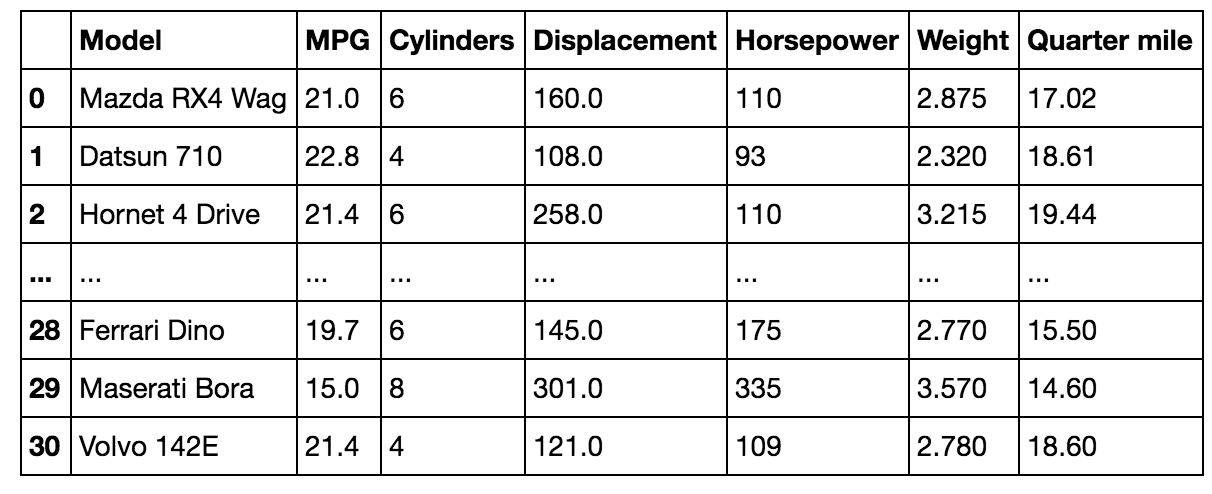 Model MPG Cylinders Displacement Horsepower Weight Quarter mile
0 Mazda RX4 Wag 21.0 6 160.0 110 2.875 17.02
1 Datsun 710 22.8 4 108.0 93 2.320 18.61
2 Hornet 4 Drive 21.4 6 258.0 110 3.215 19.44
... ... ... ... ... ... ... ...
28 Ferrari Dino 19.7 6 145.0 175 2.770 15.50
29 Maserati Bora 15.0 8 301.0 335 3.570 14.60
30 Volvo 142E 21.4 4 121.0 109 2.780 18.60